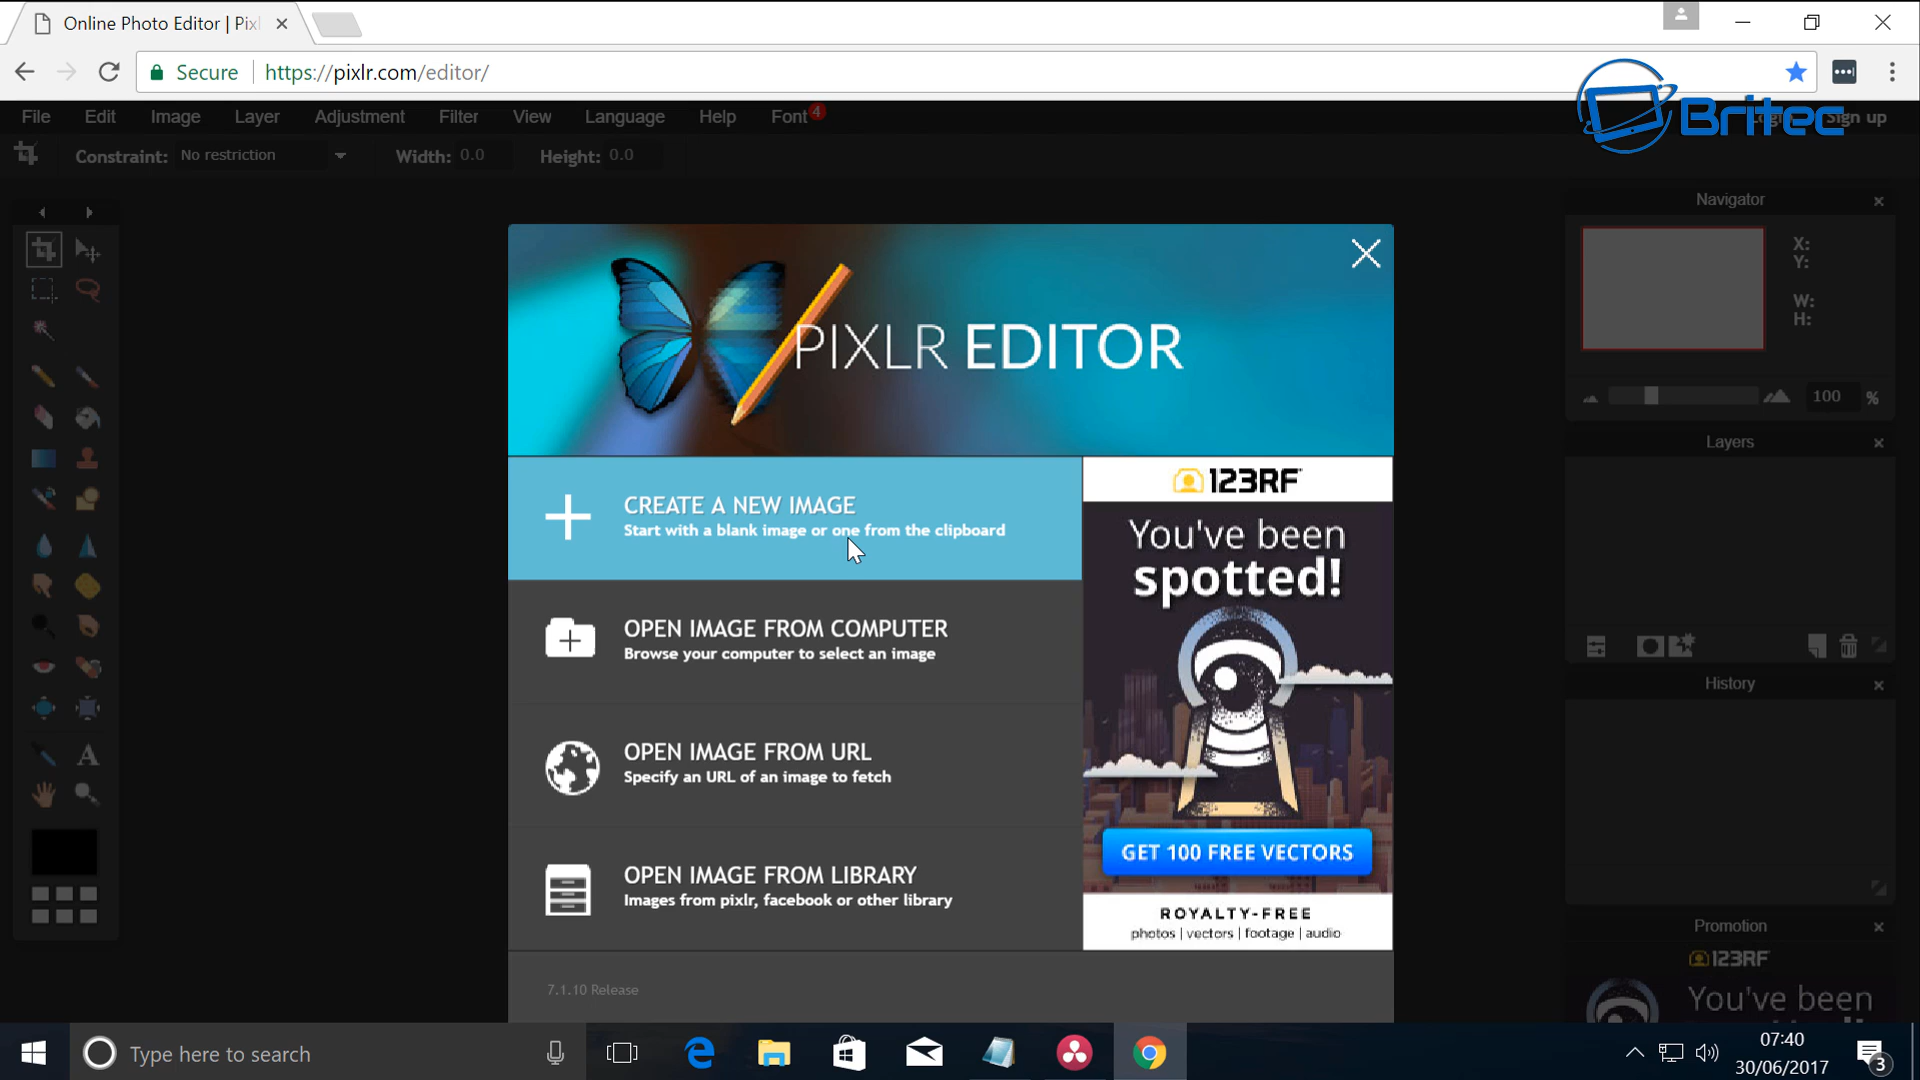 Online Photo Editor | Pix
Secure https://pixlr.com/editor/
Britec
File Edit Image Layer Adjustment Filter View Language Help Font 4 Sign up
Constraint: No restriction Width: 0.0 Height: 0.0
Navigator
X:
Y:
W:
H:
100 %
PIXLR EDITOR
CREATE A NEW IMAGE
Start with a blank image or one from the clipboard
OPEN IMAGE FROM COMPUTER
Browse your computer to select an image
OPEN IMAGE FROM URL
Specify an URL of an image to fetch
OPEN IMAGE FROM LIBRARY
Images from pixlr, facebook or other library
7.1.10 Release
123RF
You've been
spotted!
GET 100 FREE VECTORS
ROYALTY-FREE
photos | vectors | footage | audio
Layers
History
Promotion
123RF
You've been
A
Type here to search
07:40
30/06/2017
3